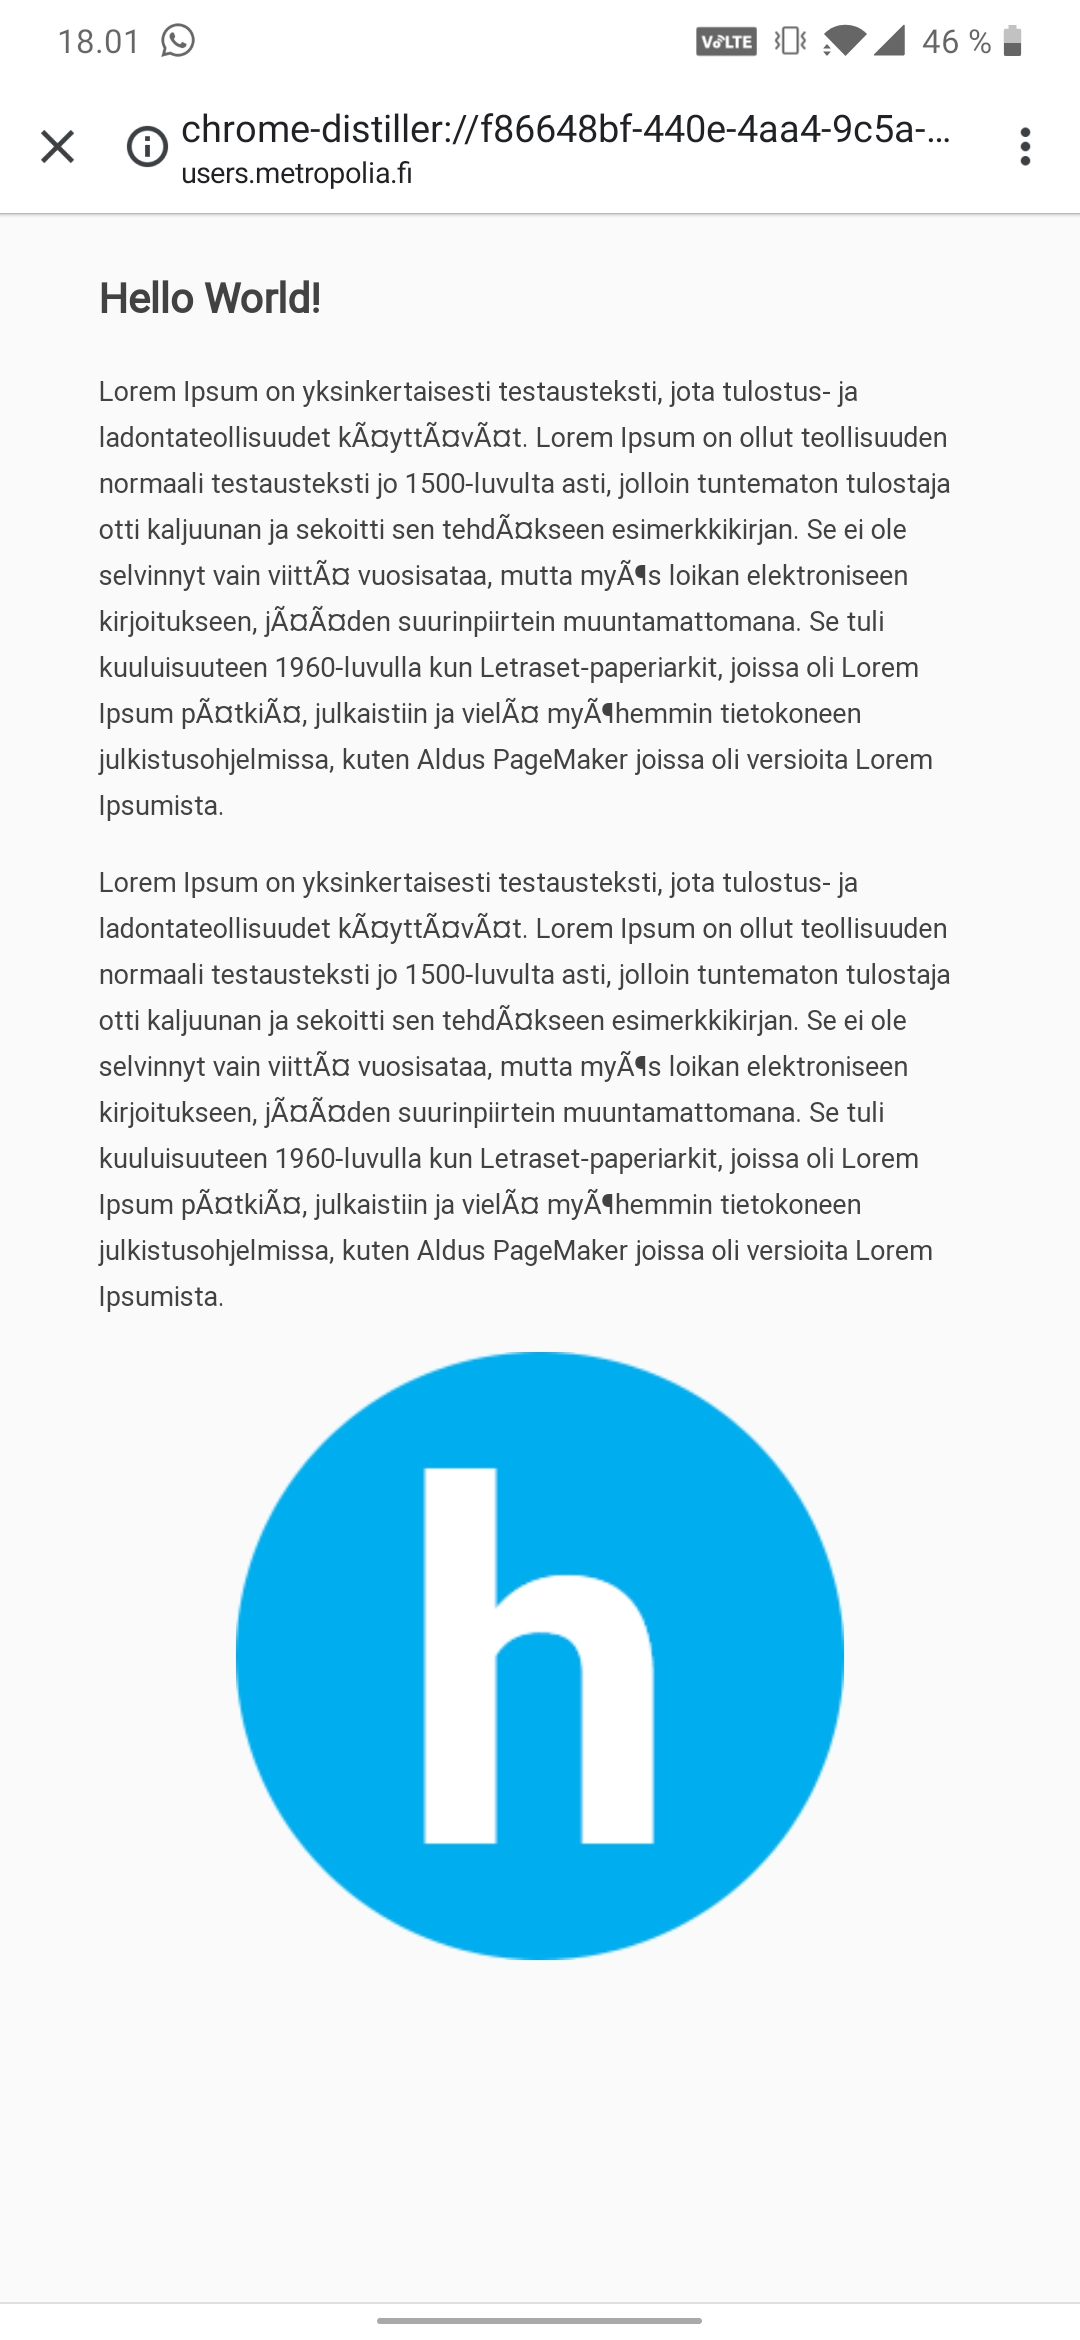 18.01
VoLTE
46 %
chrome-distiller://f86648bf-440e-4aa4-9c5a-...
users.metropolia.fi
Hello World!
Lorem Ipsum on yksinkertaisesti testausteksti, jota tulostus- ja
ladontateollisuudet kÃ¤yttÃ¤vÃ¤t. Lorem Ipsum on ollut teollisuuden
normaali testausteksti jo 1500-luvulta asti, jolloin tuntematon tulostaja
otti kaljuunan ja sekoitti sen tehdÃ¤kseen esimerkkikirjan. Se ei ole
selvinnyt vain viittÃ¤ vuosisataa, mutta myÃ¶s loikan elektroniseen
kirjoitukseen, jÃ¤Ã¤den suurinpiirtein muuntamattomana. Se tuli
kuuluisuuteen 1960-luvulla kun Letraset-paperiarkit, joissa oli Lorem
Ipsum pÃ¤tkiÃ¤, julkaistiin ja vielÃ¤ myÃ¶hemmin tietokoneen
julkistusohjelmissa, kuten Aldus PageMaker joissa oli versioita Lorem
Ipsumista.
Lorem Ipsum on yksinkertaisesti testausteksti, jota tulostus- ja
ladontateollisuudet kÃ¤yttÃ¤vÃ¤t. Lorem Ipsum on ollut teollisuuden
normaali testausteksti jo 1500-luvulta asti, jolloin tuntematon tulostaja
otti kaljuunan ja sekoitti sen tehdÃ¤kseen esimerkkikirjan. Se ei ole
selvinnyt vain viittÃ¤ vuosisataa, mutta myÃ¶s loikan elektroniseen
kirjoitukseen, jÃ¤Ã¤den suurinpiirtein muuntamattomana. Se tuli
kuuluisuuteen 1960-luvulla kun Letraset-paperiarkit, joissa oli Lorem
Ipsum pÃ¤tkiÃ¤, julkaistiin ja vielÃ¤ myÃ¶hemmin tietokoneen
julkistusohjelmissa, kuten Aldus PageMaker joissa oli versioita Lorem
Ipsumista.
h